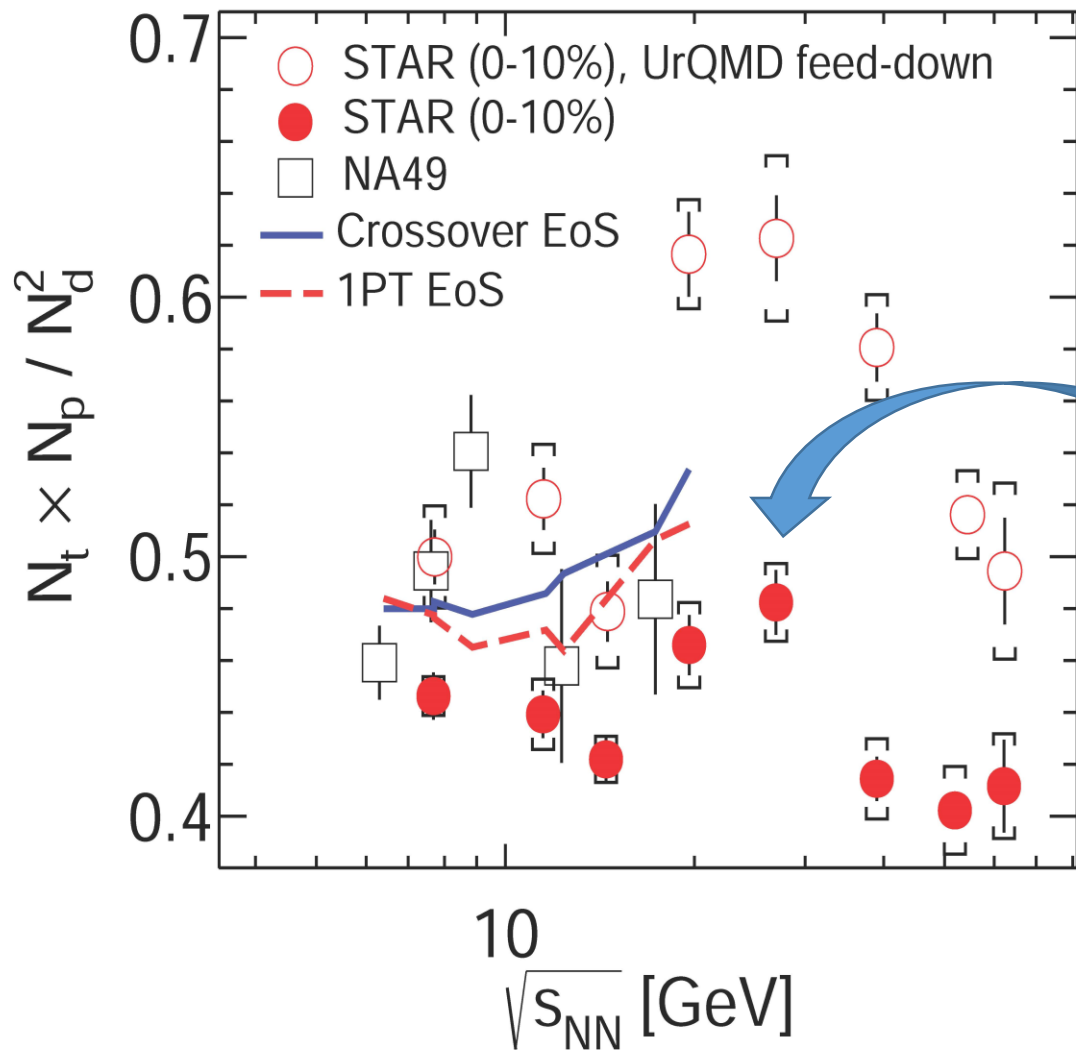 0.7
STAR (0-10%), UrQMD feed-down
STAR (0-10%)
NA49
Crossover EoS
1PT EoS
0.6
0.5
0.4
N_t × N_p / N_d^2
10
√S_NN [GeV]